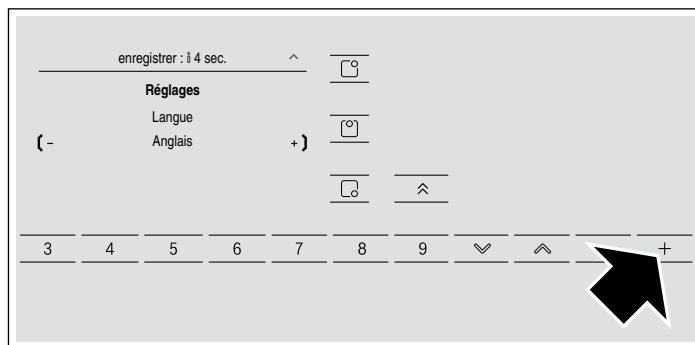 enregistrer : i 4 sec.
Réglages
Langue
- Anglais +
3 4 5 6 7 8 9 +